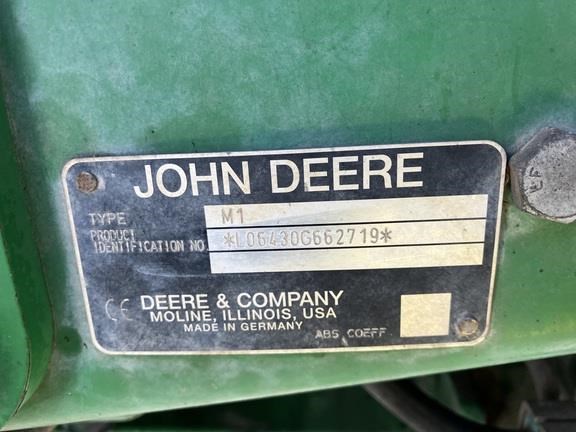 JOHN DEERE
TYPE M1
PRODUCT
IDENTIFICATION NO. *L06430G662719*
CE DEERE & COMPANY
MOLINE, ILLINOIS, USA
MADE IN GERMANY
ABS COEFF